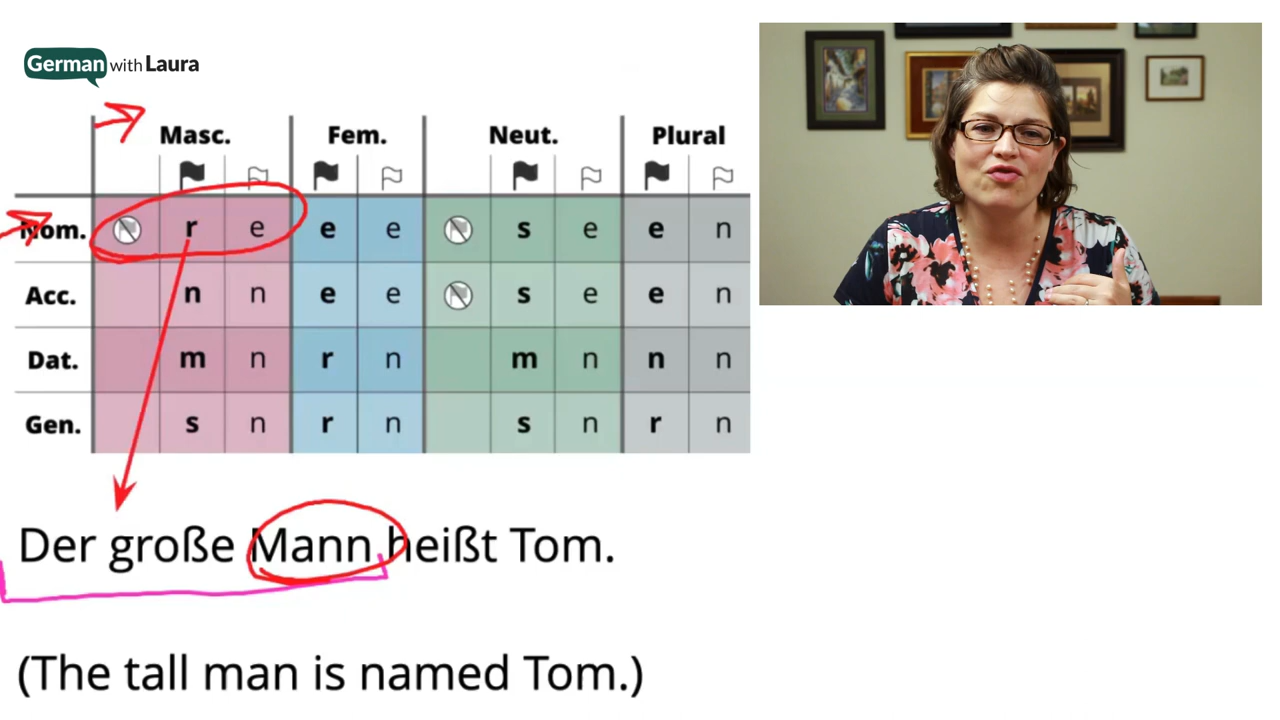 German with Laura
Masc. Fem. Neut. Plural
Nom. r e e e s e e n
Acc. n n e e s e e n
Dat. m n r n m n n n
Gen. s n r n s n r n
Der große Mann heißt Tom.
(The tall man is named Tom.)